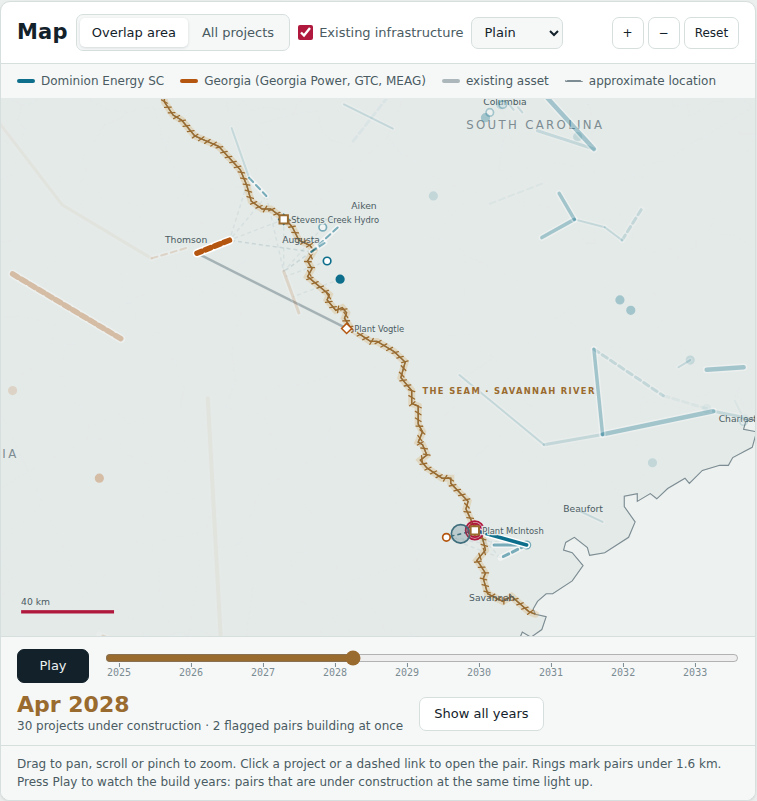 Map
Overlap area
All projects
Existing infrastructure
Plain
+
−
Reset
Dominion Energy SC
Georgia (Georgia Power, GTC, MEAG)
existing asset
approximate location
Columbia
SOUTH CAROLINA
Aiken
Stevens Creek Hydro
Thomson
Augusta
Plant Vogtle
THE SEAM · SAVANNAH RIVER
Charles
IA
Beaufort
Plant McIntosh
Savannah
40 km
Play
2025 2026 2027 2028 2029 2030 2031 2032 2033
Apr 2028
30 projects under construction · 2 flagged pairs building at once
Show all years
Drag to pan, scroll or pinch to zoom. Click a project or a dashed link to open the pair. Rings mark pairs under 1.6 km.
Press Play to watch the build years: pairs that are under construction at the same time light up.